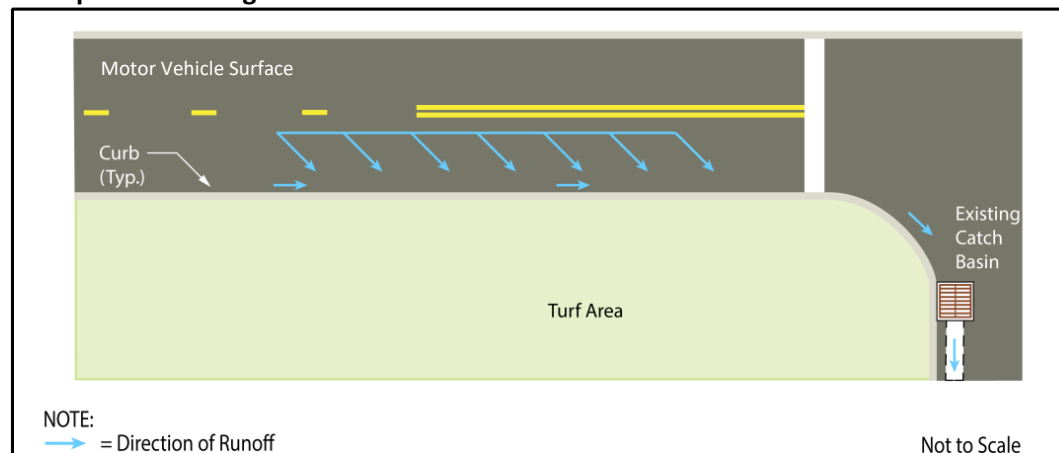 Motor Vehicle Surface
Curb
(Typ.)
Existing
Catch
Basin
Turf Area
NOTE:
= Direction of Runoff
Not to Scale